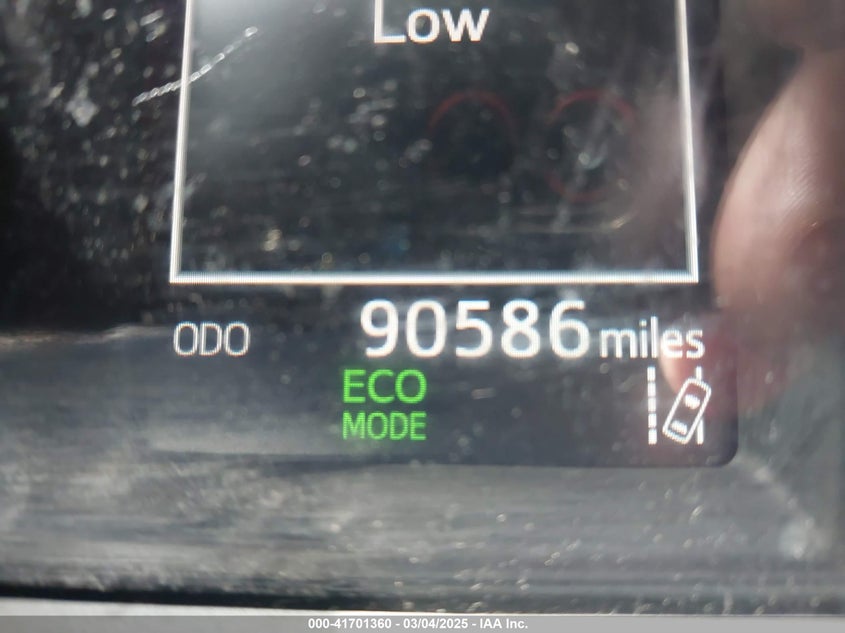 Low
ODO 90586 miles
ECO
MODE
000-41701360 - 03/04/2025 - IAA Inc.